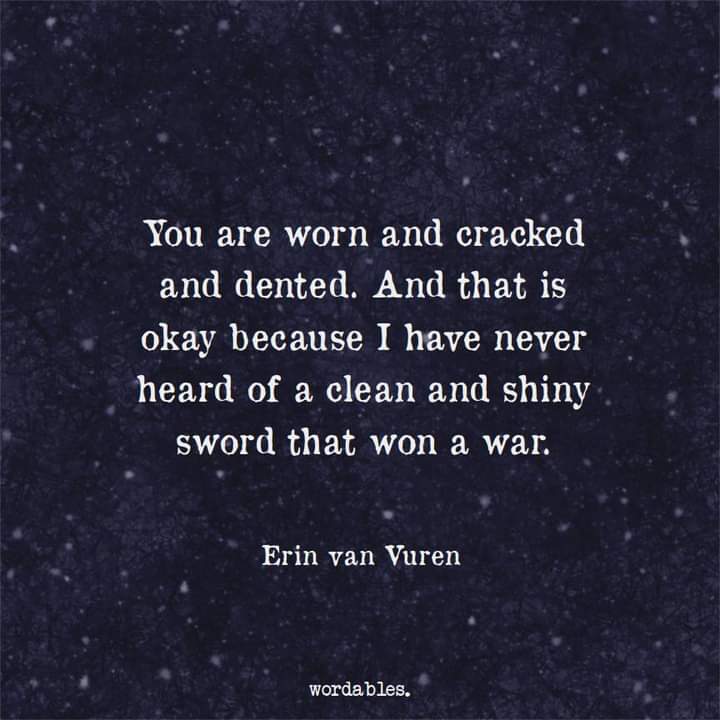 You are worn and cracked
and dented. And that is
okay because I have never
heard of a clean and shiny
sword that won a war.
Erin van Vuren
wordables.